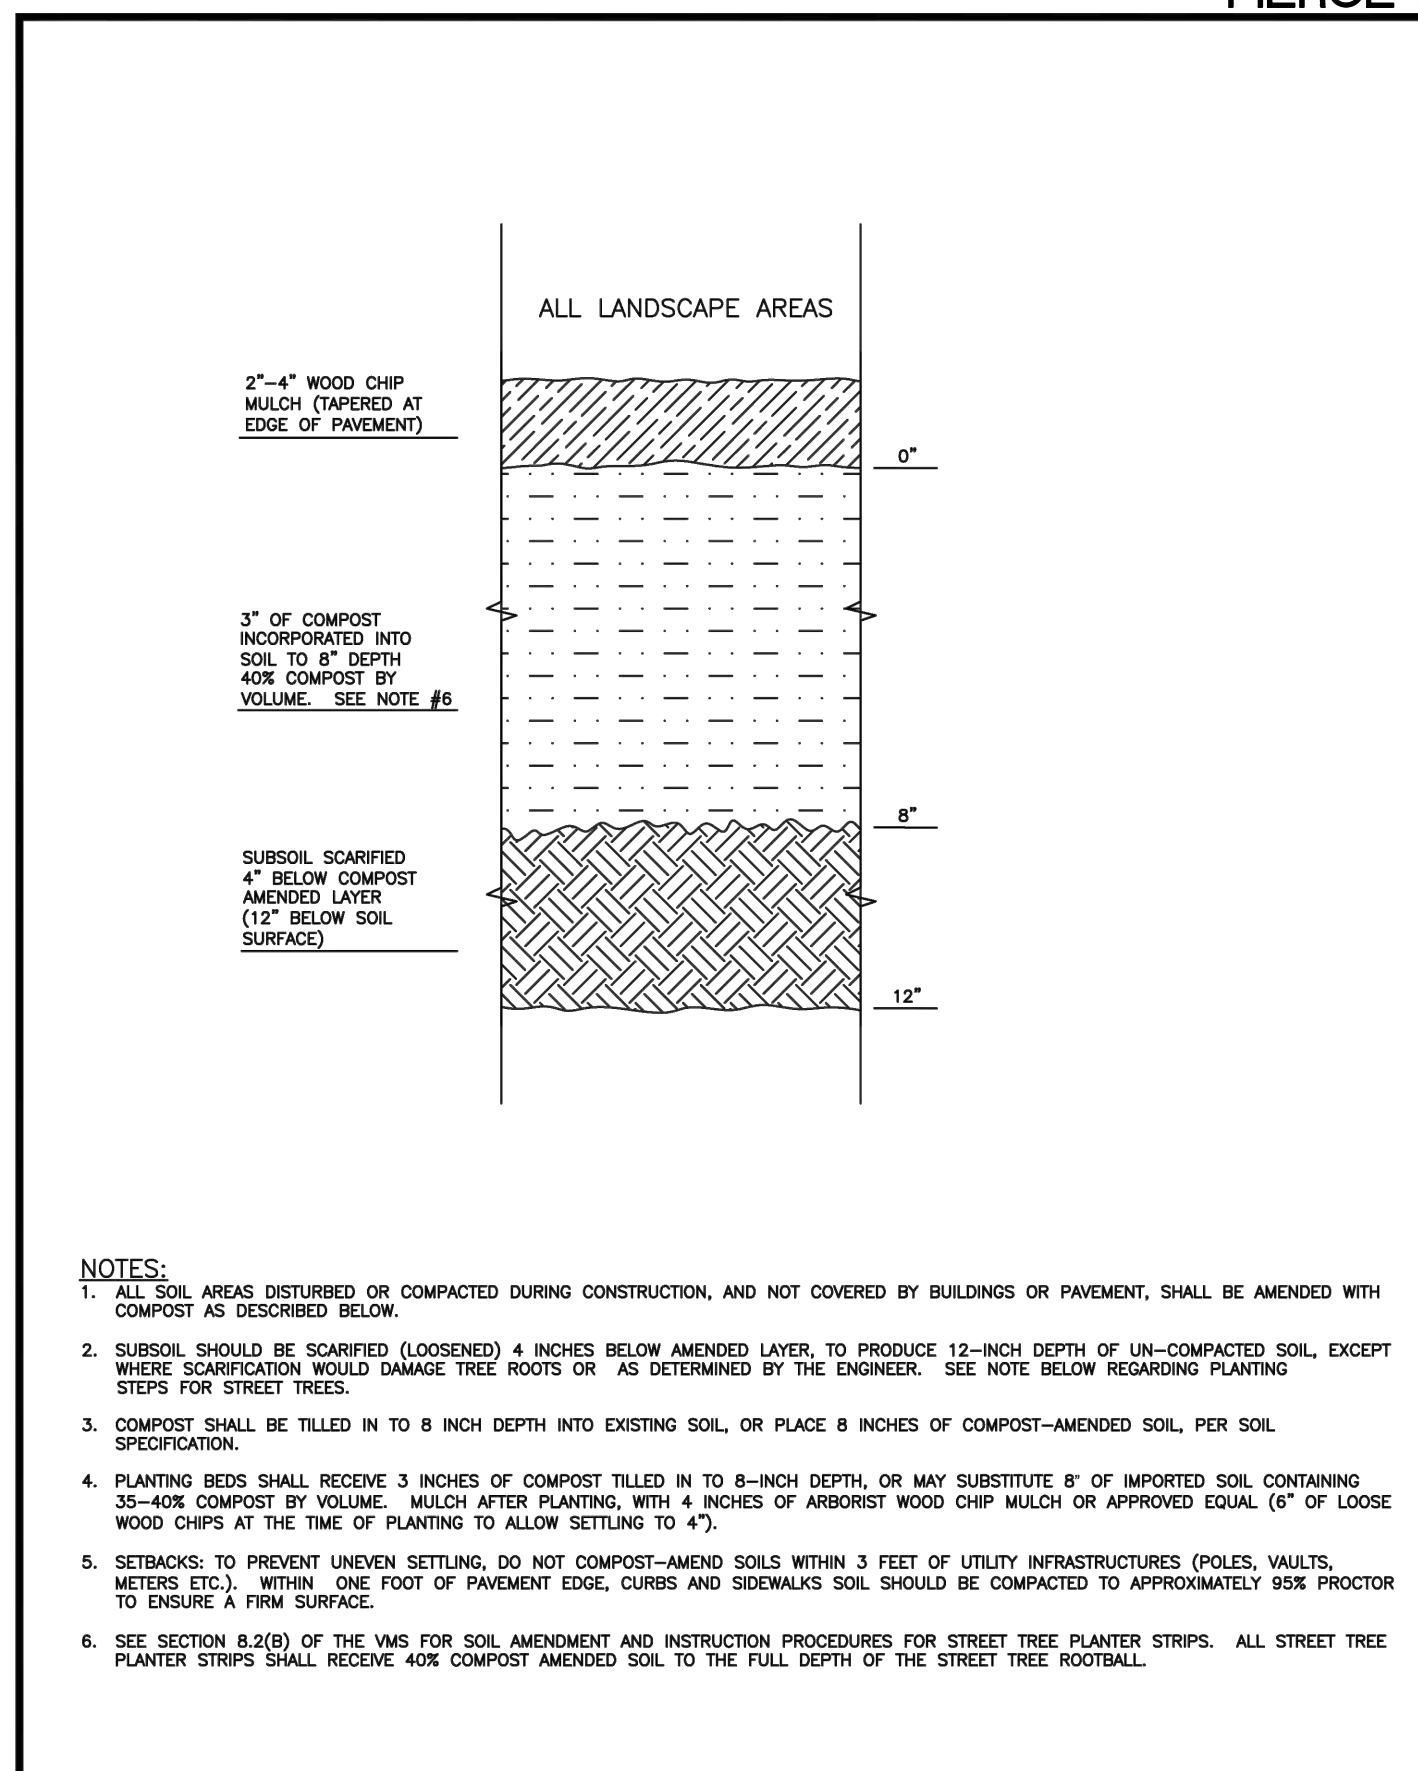 ALL LANDSCAPE AREAS
2"-4" WOOD CHIP
MULCH (TAPERED AT
EDGE OF PAVEMENT)
0"
3" OF COMPOST
INCORPORATED INTO
SOIL TO 8" DEPTH
40% COMPOST BY
VOLUME. SEE NOTE #6
8"
SUBSOIL SCARIFIED
4" BELOW COMPOST
AMENDED LAYER
(12" BELOW SOIL
SURFACE)
12"
NOTES:
1. ALL SOIL AREAS DISTURBED OR COMPACTED DURING CONSTRUCTION, AND NOT COVERED BY BUILDINGS OR PAVEMENT, SHALL BE AMENDED WITH
COMPOST AS DESCRIBED BELOW.
2. SUBSOIL SHOULD BE SCARIFIED (LOOSENED) 4 INCHES BELOW AMENDED LAYER, TO PRODUCE 12-INCH DEPTH OF UN-COMPACTED SOIL, EXCEPT
WHERE SCARIFICATION WOULD DAMAGE TREE ROOTS OR AS DETERMINED BY THE ENGINEER. SEE NOTE BELOW REGARDING PLANTING
STEPS FOR STREET TREES.
3. COMPOST SHALL BE TILLED IN TO 8 INCH DEPTH INTO EXISTING SOIL, OR PLACE 8 INCHES OF COMPOST-AMENDED SOIL, PER SOIL
SPECIFICATION.
4. PLANTING BEDS SHALL RECEIVE 3 INCHES OF COMPOST TILLED IN TO 8-INCH DEPTH, OR MAY SUBSTITUTE 8" OF IMPORTED SOIL CONTAINING
35-40% COMPOST BY VOLUME. MULCH AFTER PLANTING, WITH 4 INCHES OF ARBORIST WOOD CHIP MULCH OR APPROVED EQUAL (6" OF LOOSE
WOOD CHIPS AT THE TIME OF PLANTING TO ALLOW SETTLING TO 4").
5. SETBACKS: TO PREVENT UNEVEN SETTLING, DO NOT COMPOST-AMEND SOILS WITHIN 3 FEET OF UTILITY INFRASTRUCTURES (POLES, VAULTS,
METERS ETC.). WITHIN ONE FOOT OF PAVEMENT EDGE, CURBS AND SIDEWALKS SOIL SHOULD BE COMPACTED TO APPROXIMATELY 95% PROCTOR
TO ENSURE A FIRM SURFACE.
6. SEE SECTION 8.2(B) OF THE VMS FOR SOIL AMENDMENT AND INSTRUCTION PROCEDURES FOR STREET TREE PLANTER STRIPS. ALL STREET TREE
PLANTER STRIPS SHALL RECEIVE 40% COMPOST AMENDED SOIL TO THE FULL DEPTH OF THE STREET TREE ROOTBALL.